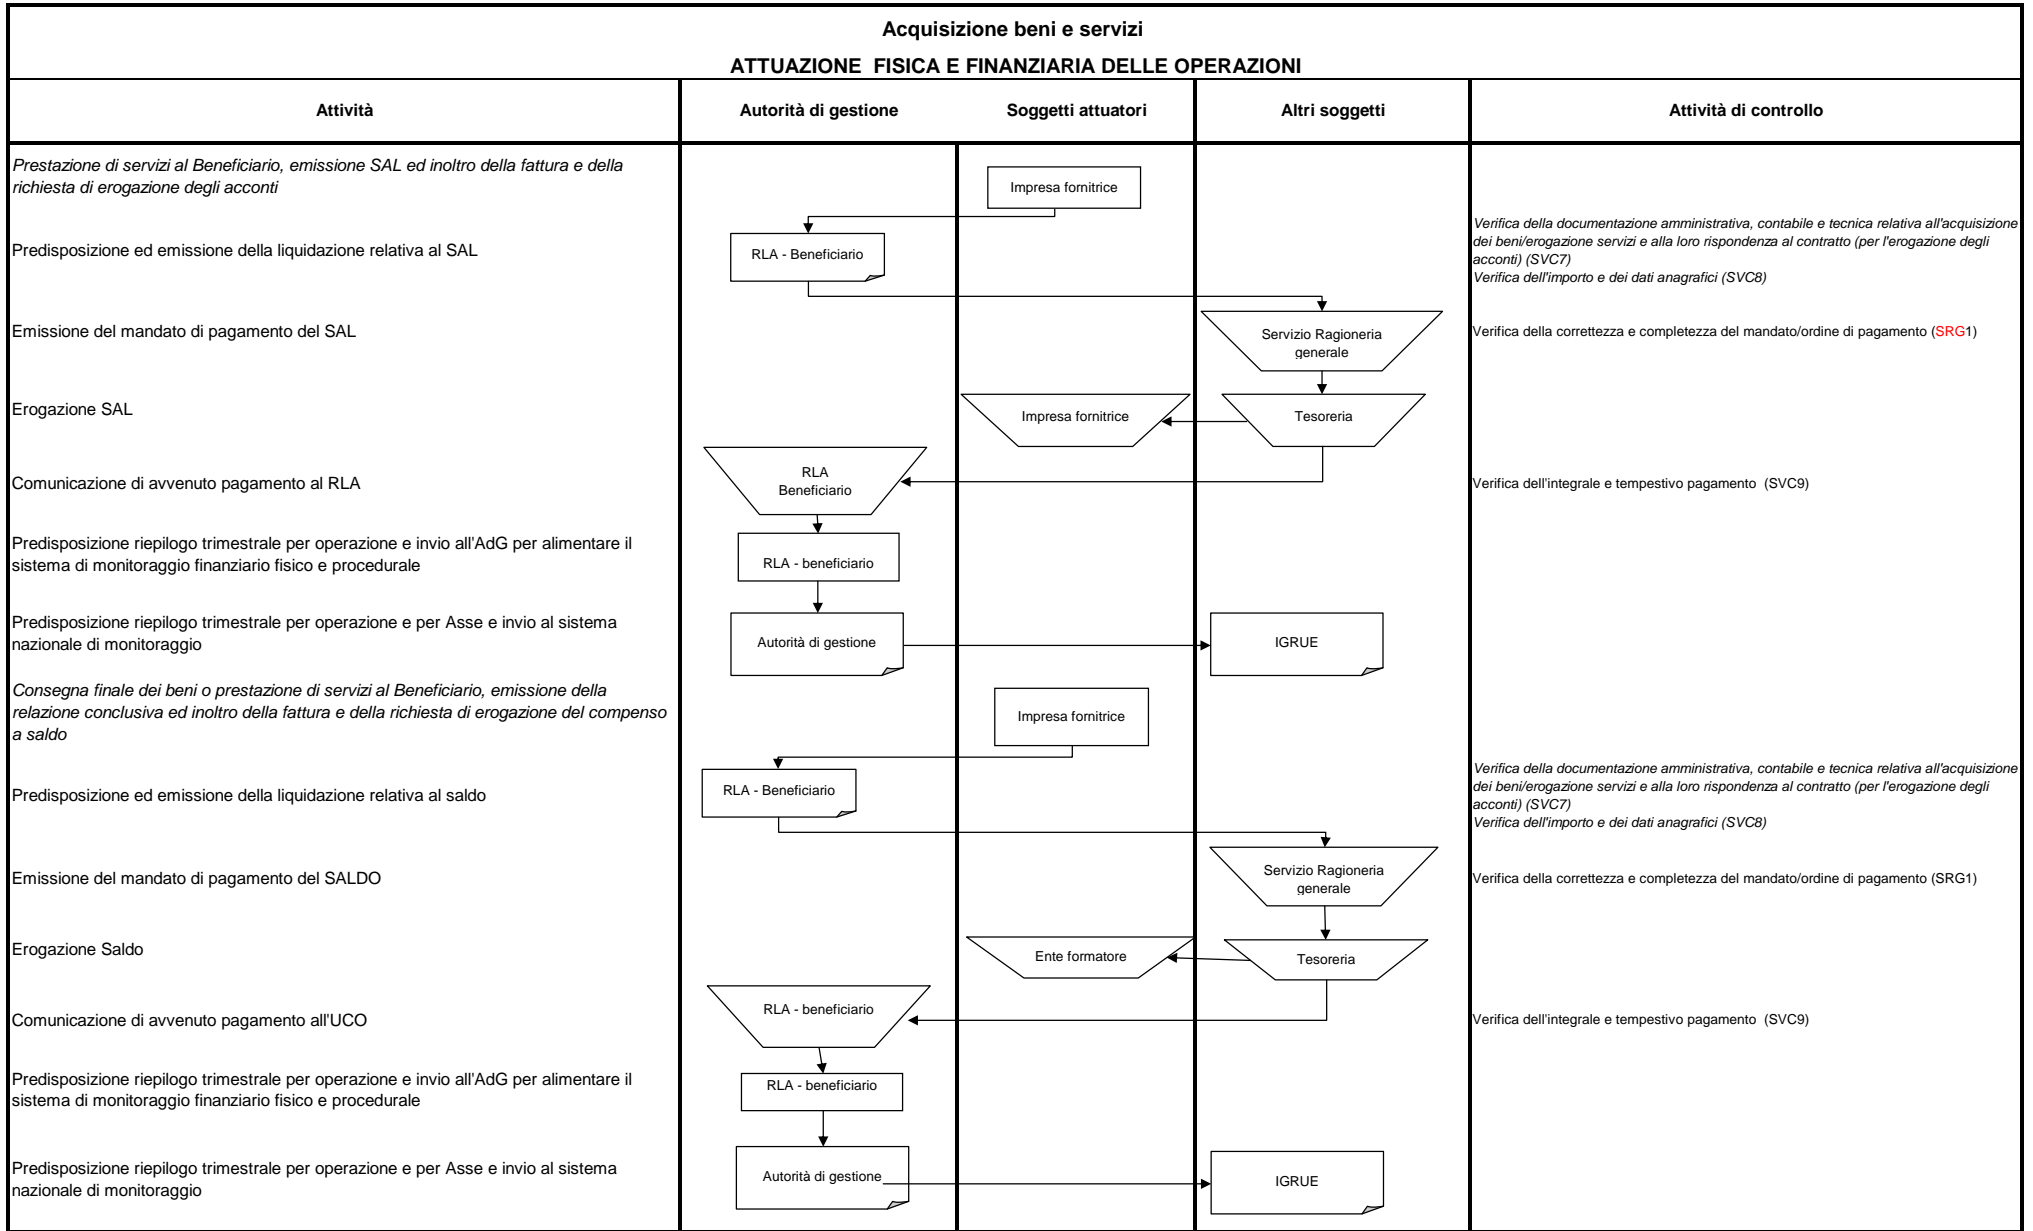 Acquisizione beni e servizi
ATTUAZIONE FISICA E FINANZIARIA DELLE OPERAZIONI
Attività
Autorità di gestione
Soggetti attuatori
Altri soggetti
Attività di controllo
Prestazione di servizi al Beneficiario, emissione SAL ed inoltro della fattura e della
richiesta di erogazione degli acconti
Impresa fornitrice
Predisposizione ed emissione della liquidazione relativa al SAL
RLA - Beneficiario
Verifica della documentazione amministrativa, contabile e tecnica relativa all'acquisizione
dei beni/erogazione servizi e alla loro rispondenza al contratto (per l'erogazione degli
acconti) (SVC7)
Verifica dell'importo e dei dati anagrafici (SVC8)
Emissione del mandato di pagamento del SAL
Servizio Ragioneria
generale
Verifica della correttezza e completezza del mandato/ordine di pagamento (SRG1)
Erogazione SAL
Impresa fornitrice
Tesoreria
Comunicazione di avvenuto pagamento al RLA
RLA
Beneficiario
Verifica dell'integrale e tempestivo pagamento (SVC9)
Predisposizione riepilogo trimestrale per operazione e invio all'AdG per alimentare il
sistema di monitoraggio finanziario fisico e procedurale
RLA - beneficiario
Predisposizione riepilogo trimestrale per operazione e per Asse e invio al sistema
nazionale di monitoraggio
Autorità di gestione
IGRUE
Consegna finale dei beni o prestazione di servizi al Beneficiario, emissione della
relazione conclusiva ed inoltro della fattura e della richiesta di erogazione del compenso
a saldo
Impresa fornitrice
Predisposizione ed emissione della liquidazione relativa al saldo
RLA - Beneficiario
Verifica della documentazione amministrativa, contabile e tecnica relativa all'acquisizione
dei beni/erogazione servizi e alla loro rispondenza al contratto (per l'erogazione degli
acconti) (SVC7)
Verifica dell'importo e dei dati anagrafici (SVC8)
Emissione del mandato di pagamento del SALDO
Servizio Ragioneria
generale
Verifica della correttezza e completezza del mandato/ordine di pagamento (SRG1)
Erogazione Saldo
Ente formatore
Tesoreria
Comunicazione di avvenuto pagamento all'UCO
RLA - beneficiario
Verifica dell'integrale e tempestivo pagamento (SVC9)
Predisposizione riepilogo trimestrale per operazione e invio all'AdG per alimentare il
sistema di monitoraggio finanziario fisico e procedurale
RLA - beneficiario
Predisposizione riepilogo trimestrale per operazione e per Asse e invio al sistema
nazionale di monitoraggio
Autorità di gestione
IGRUE